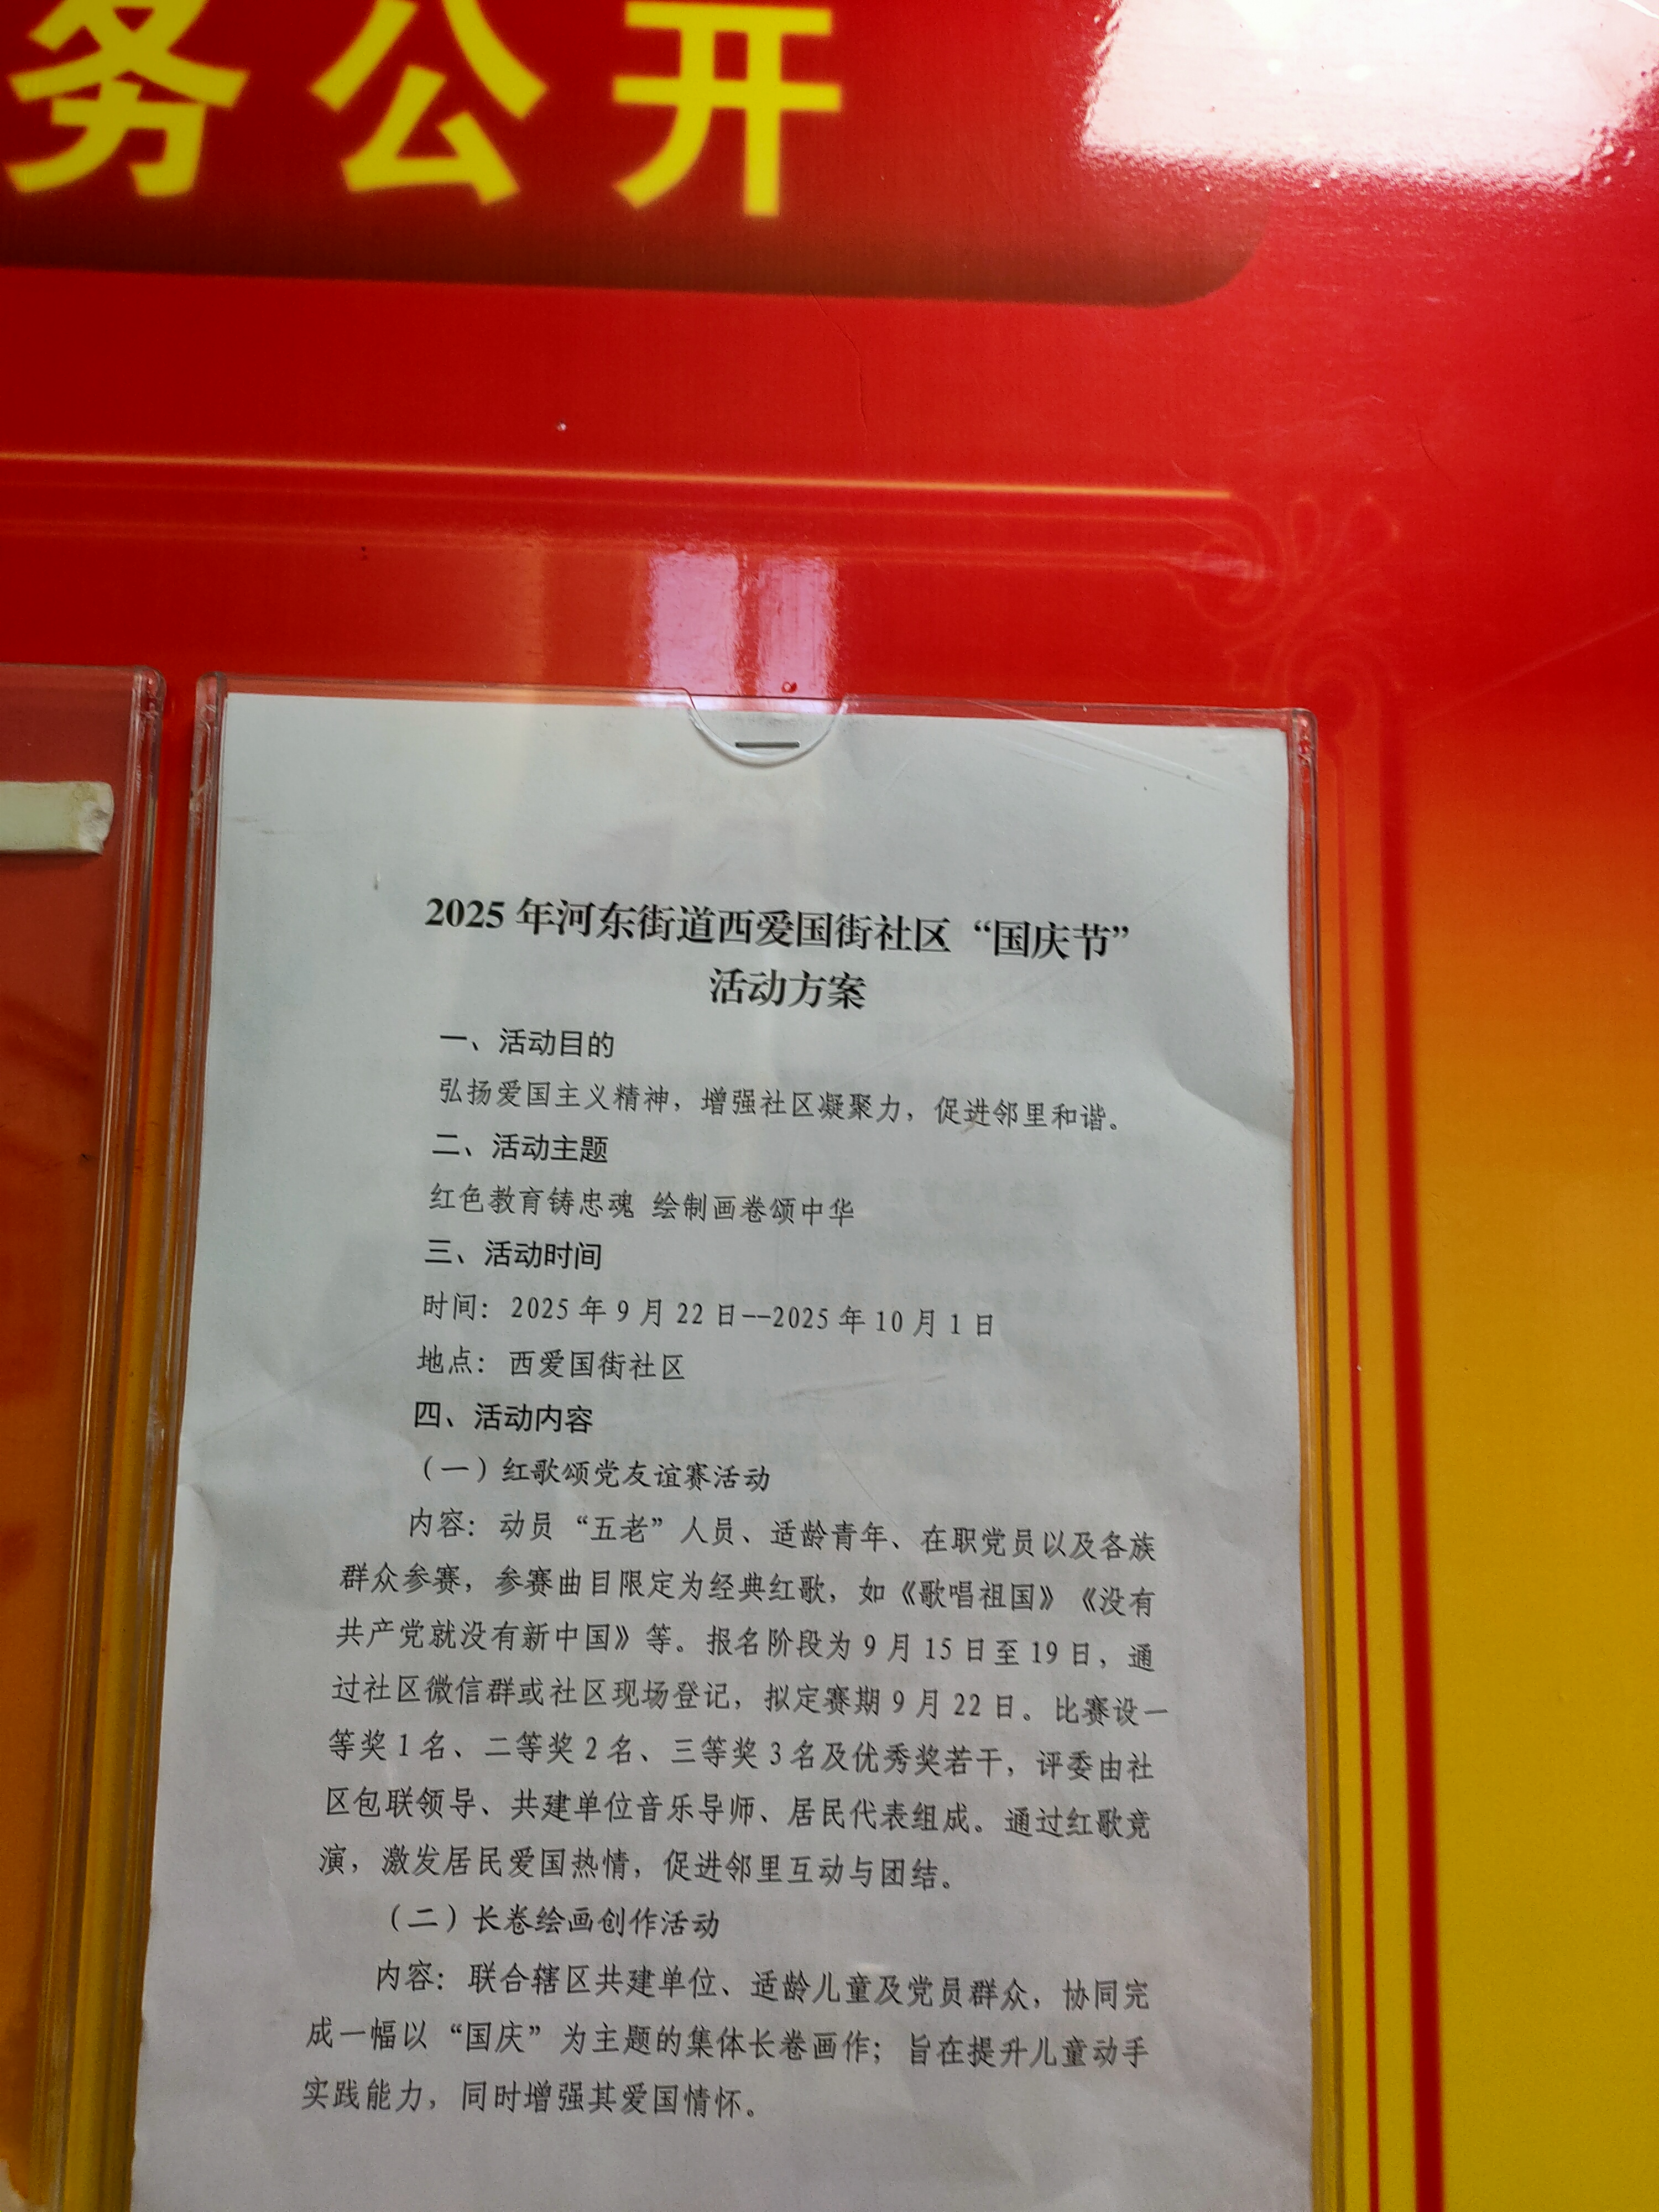 务公开
2025年河东街道西爱国街社区“国庆节”
活动方案
一、活动目的
弘扬爱国主义精神，增强社区凝聚力，促进邻里和谐。
二、活动主题
红色教育铸忠魂 绘制画卷颂中华
三、活动时间
时间：2025年9月22日--2025年10月1日
地点：西爱国街社区
四、活动内容
（一）红歌颂党友谊赛活动
内容：动员“五老”人员、适龄青年、在职党员以及各族
群众参赛，参赛曲目限定为经典红歌，如《歌唱祖国》《没有
共产党就没有新中国》等。报名阶段为9月15日至19日，通
过社区微信群或社区现场登记，拟定赛期9月22日。比赛设一
等奖1名、二等奖2名、三等奖3名及优秀奖若干，评委由社
区包联领导、共建单位音乐导师、居民代表组成。通过红歌竞
演，激发居民爱国热情，促进邻里互动与团结。
（二）长卷绘画创作活动
内容：联合辖区共建单位、适龄儿童及党员群众，协同完
成一幅以“国庆”为主题的集体长卷画作；旨在提升儿童动手
实践能力，同时增强其爱国情怀。